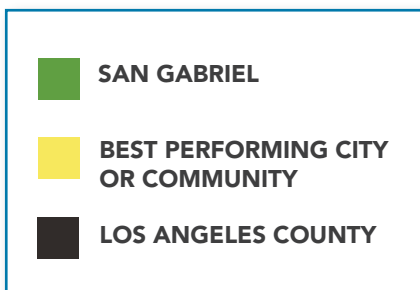 SAN GABRIEL
BEST PERFORMING CITY
OR COMMUNITY
LOS ANGELES COUNTY